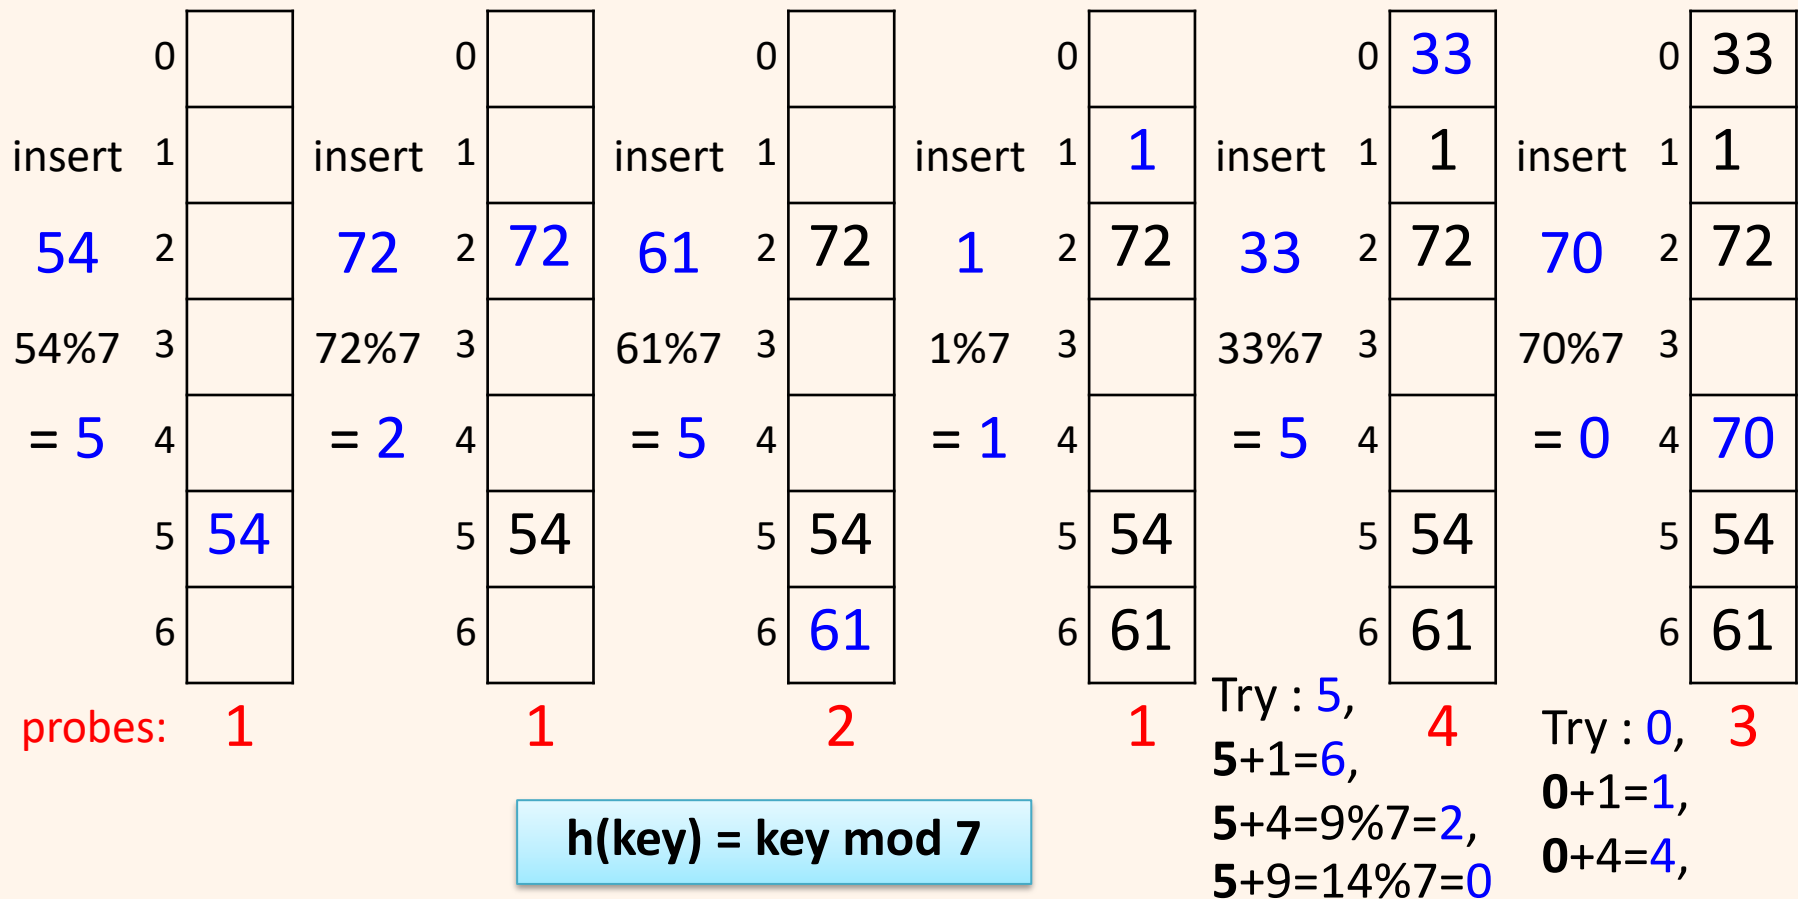 0 0 0 0 0 33 0 33
insert 1 insert 1 insert 1 insert 1 1 insert 1 1 insert 1 1
54 2 72 2 72 61 2 72 1 2 72 33 2 72 70 2 72
54%7 3 72%7 3 61%7 3 1%7 3 33%7 3 70%7 3
= 5 4 = 2 4 = 5 4 = 1 4 = 5 4 = 0 4 70
5 54 5 54 5 54 5 54 5 54 5 54
6 6 6 61 6 61 6 61 6 61
probes: 1 1 2 1 4 3
Try : 5,
5+1=6,
5+4=9%7=2,
5+9=14%7=0
Try : 0,
0+1=1,
0+4=4,
h(key) = key mod 7